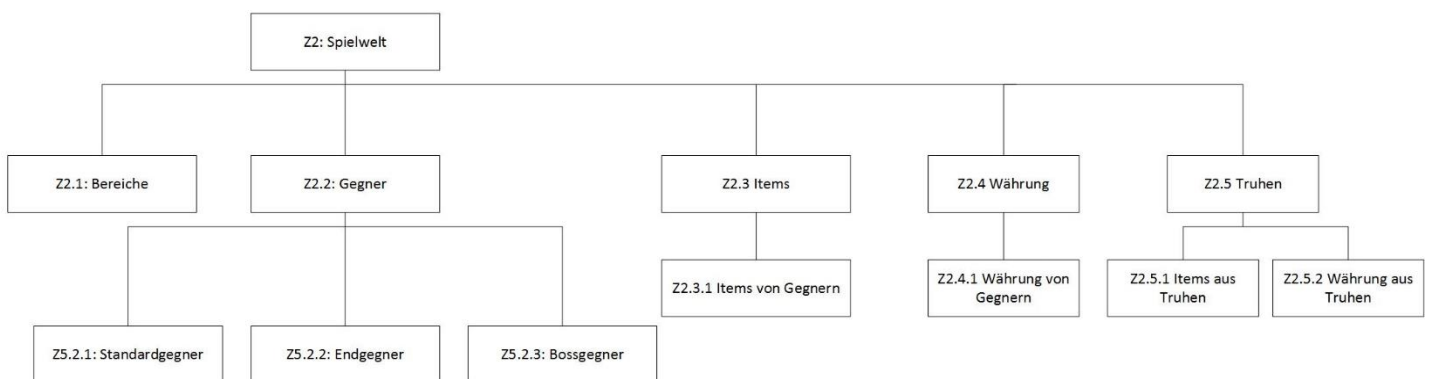 Z2: Spielwelt
Z2.1: Bereiche
Z2.2: Gegner
Z2.3 Items
Z2.4 Währung
Z2.5 Truhen
Z2.3.1 Items von Gegnern
Z2.4.1 Währung von
Gegnern
Z2.5.1 Items aus
Truhen
Z2.5.2 Währung aus
Truhen
Z5.2.1: Standardgegner
Z5.2.2: Endgegner
Z5.2.3: Bossgegner